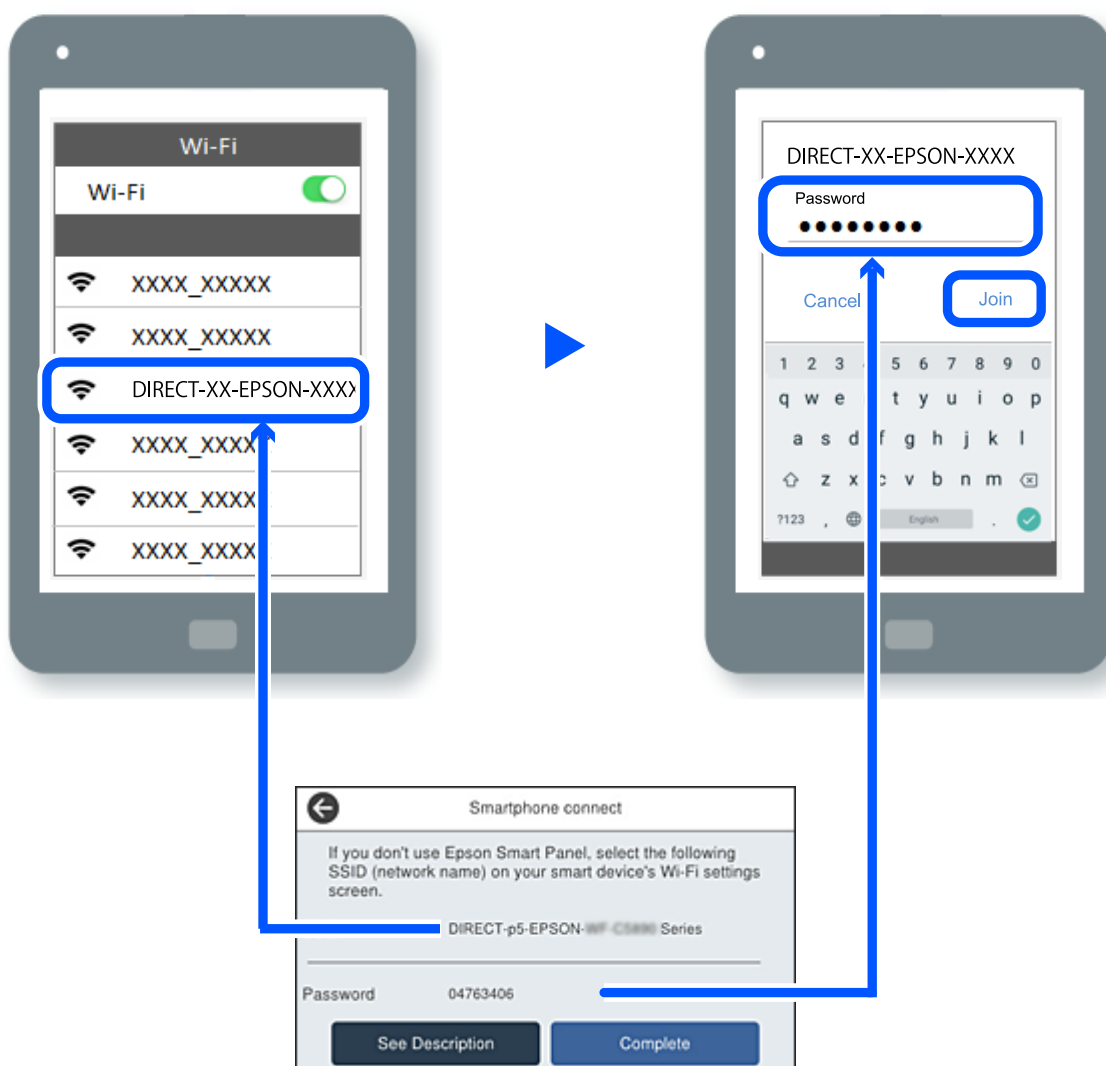 Wi-Fi
Wi-Fi
XXXX_XXXXX
XXXX_XXXXX
DIRECT-XX-EPSON-XXXX
XXXX_XXXX
XXXX_XXXX
XXXX_XXXX
DIRECT-XX-EPSON-XXXX
Password
Cancel
Join
1 2 3 5 6 7 8 9 0
q w e t y u i o p
a s d f g h j k l
z x c v b n m
?123 , English .
Smartphone connect
If you don't use Epson Smart Panel, select the following
SSID (network name) on your smart device's Wi-Fi settings
screen.
DIRECT-p5-EPSON- Series
Password 04763406
See Description
Complete